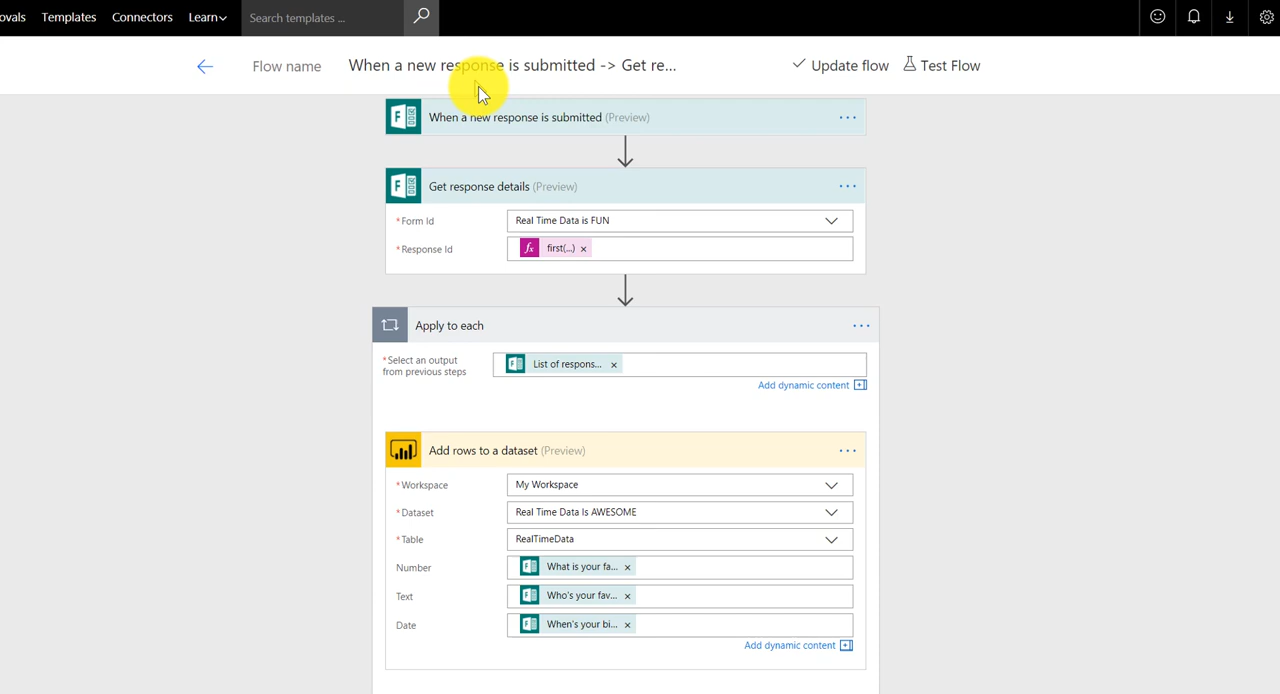 ovals Templates Connectors Learn Search templates ...
Flow name When a new response is submitted -> Get re... Update flow Test Flow
When a new response is submitted (Preview) ...
Get response details (Preview) ...
*Form Id Real Time Data is FUN
*Response Id fx first(...) ×
Apply to each ...
*Select an output
from previous steps
List of respons... ×
Add dynamic content
Add rows to a dataset (Preview) ...
*Workspace My Workspace
*Dataset Real Time Data Is AWESOME
*Table RealTimeData
Number What is your fa... ×
Text Who's your fav... ×
Date When's your bi... ×
Add dynamic content